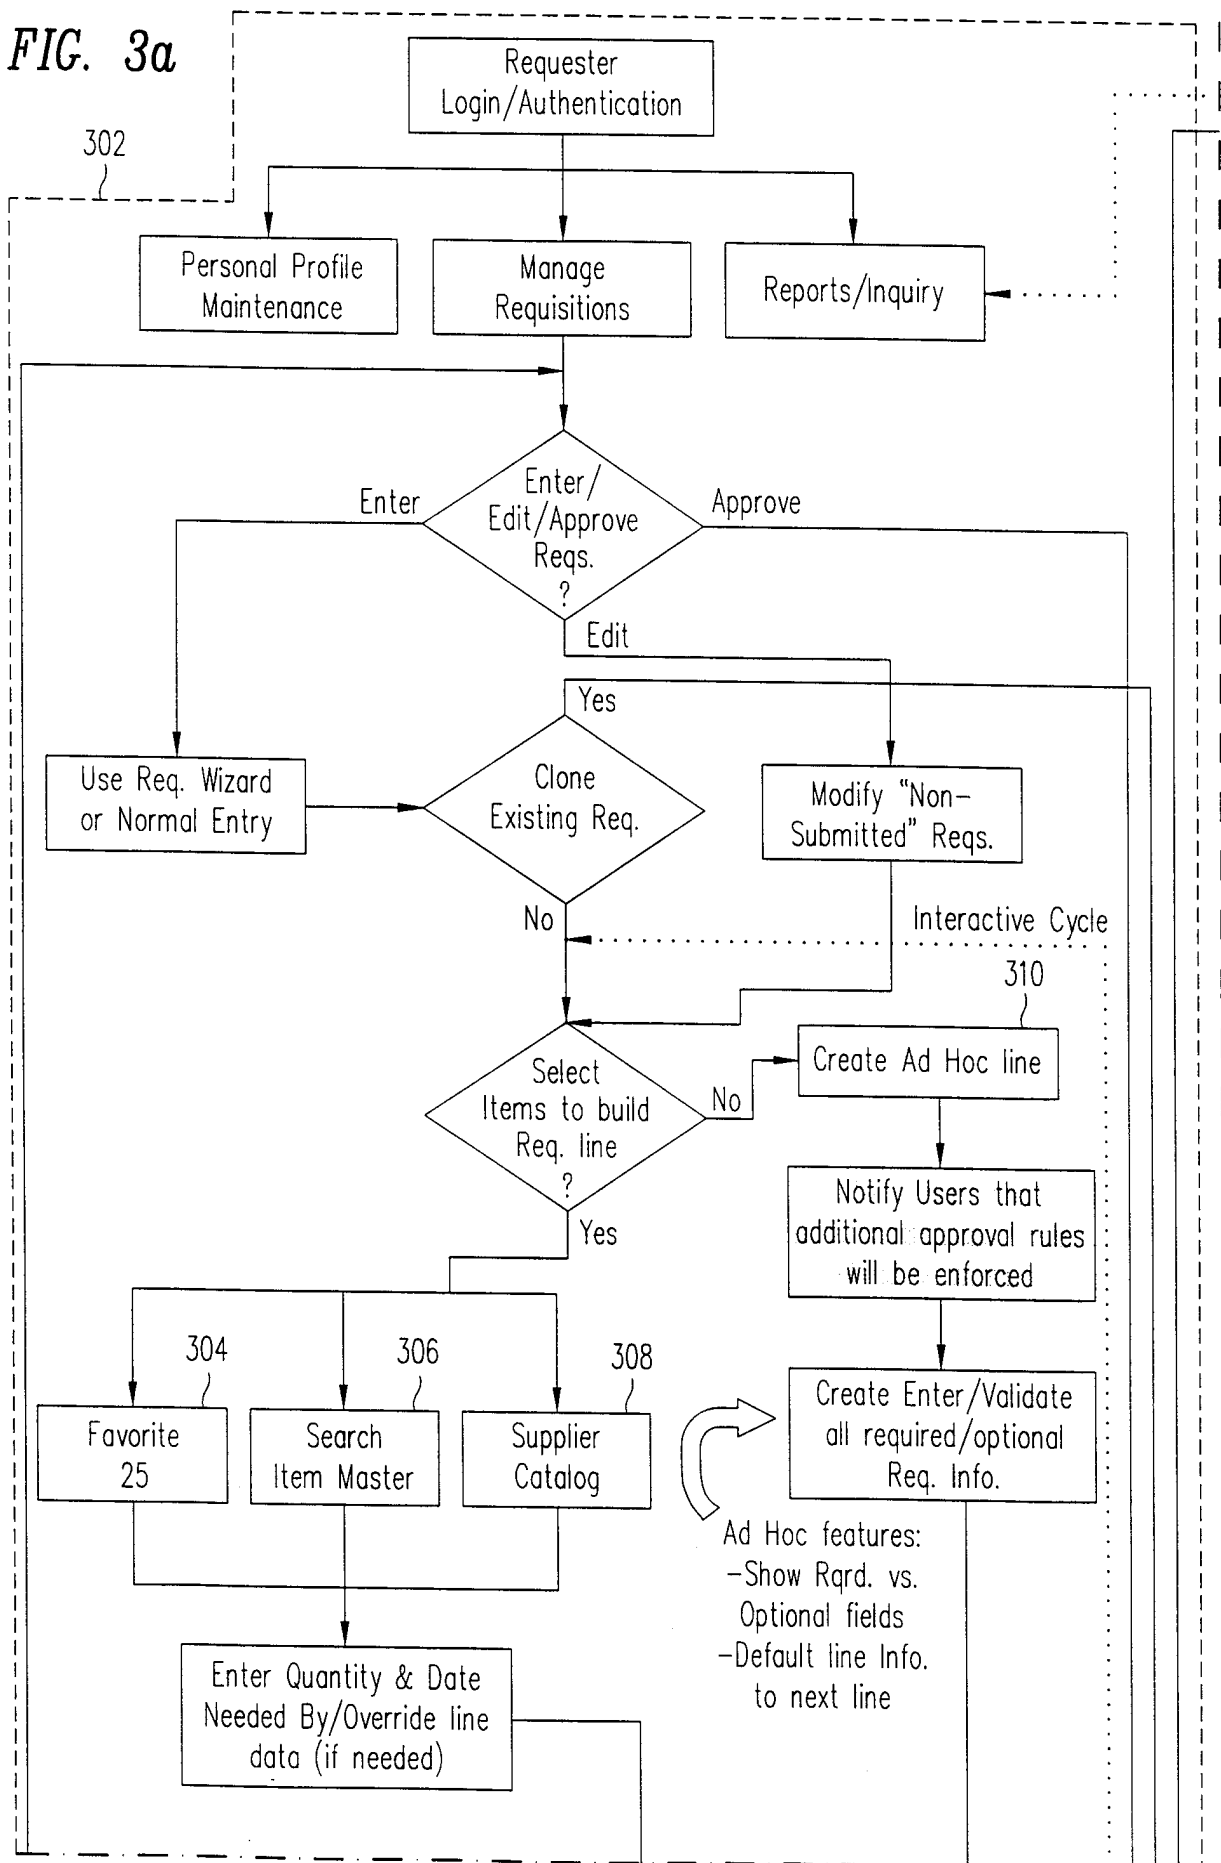 FIG. 3a
Requester
Login/Authentication
302
Personal Profile
Maintenance
Manage
Requisitions
Reports/Inquiry
Enter
Enter/
Edit/Approve
Reqs.
?
Approve
Edit
Yes
Use Req. Wizard
or Normal Entry
Clone
Existing Req.
Modify “Non–
Submitted” Reqs.
No
Interactive Cycle
310
Select
Items to build
Req. line
?
No
Create Ad Hoc line
Yes
Notify Users that
additional approval rules
will be enforced
304
306
308
Favorite
25
Search
Item Master
Supplier
Catalog
Create Enter/Validate
all required/optional
Req. Info.
Ad Hoc features:
–Show Rqrd. vs.
Optional fields
–Default line Info.
to next line
Enter Quantity & Date
Needed By/Override line
data (if needed)